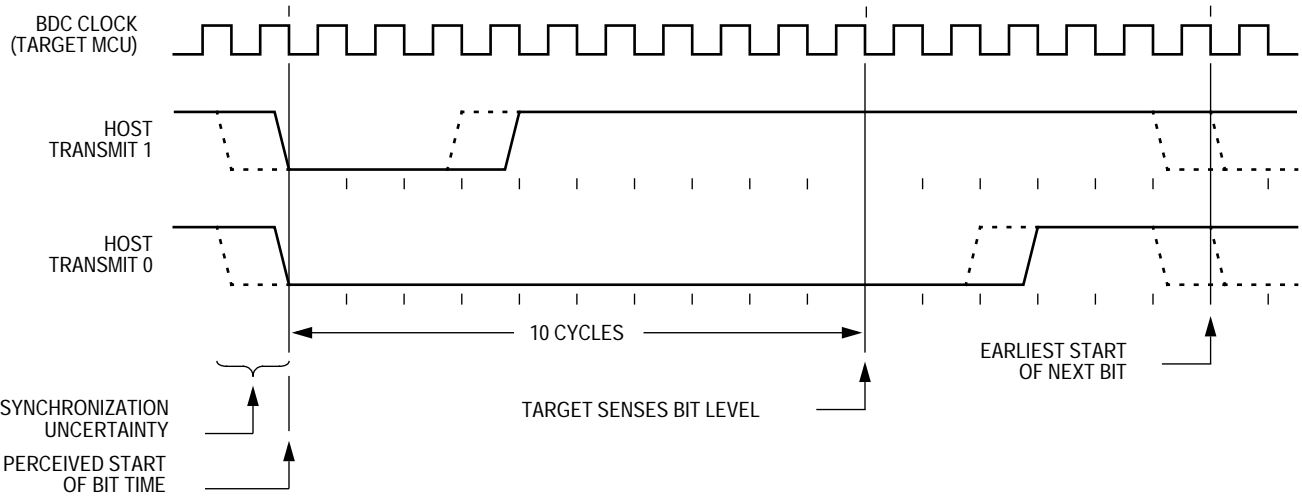 BDC CLOCK
(TARGET MCU)
HOST
TRANSMIT 1
HOST
TRANSMIT 0
10 CYCLES
EARLIEST START
OF NEXT BIT
SYNCHRONIZATION
UNCERTAINTY
TARGET SENSES BIT LEVEL
PERCEIVED START
OF BIT TIME